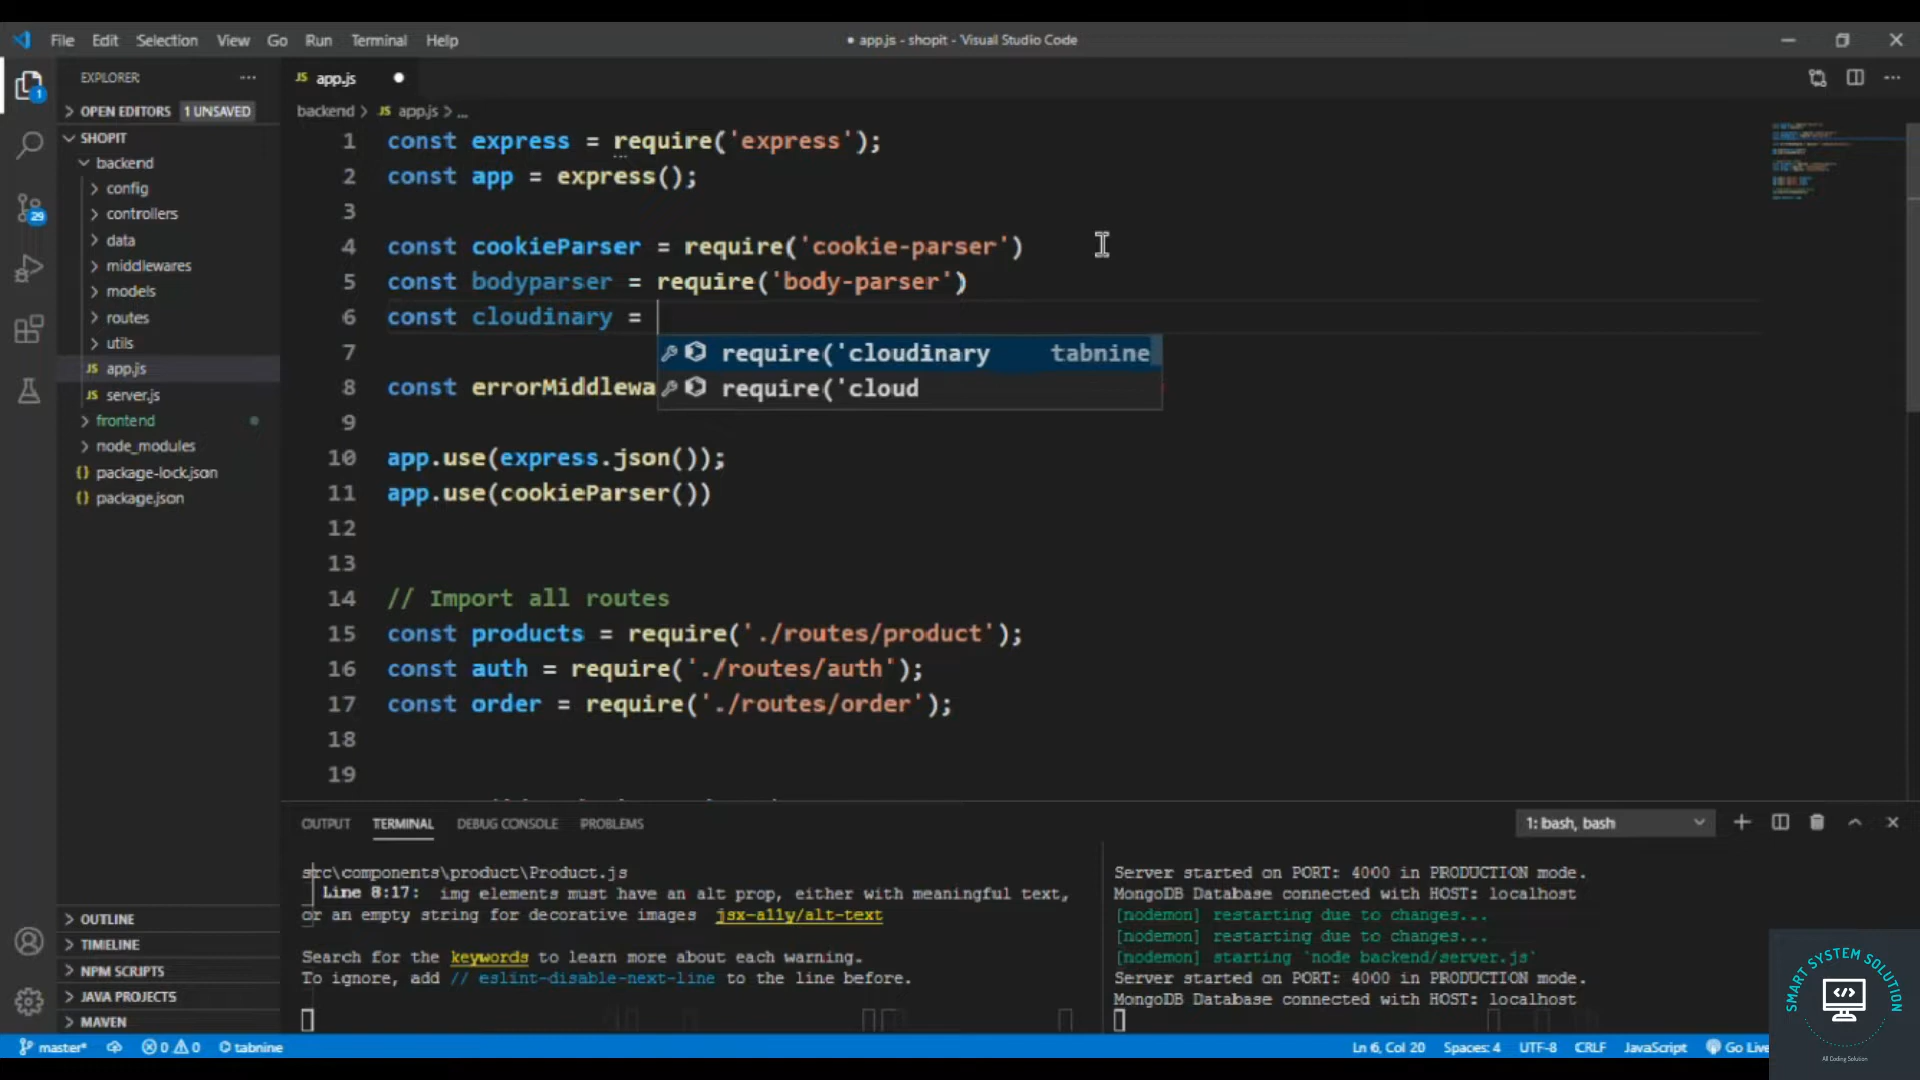 File Edit Selection View Go Run Terminal Help
● app.js - shopit - Visual Studio Code
EXPLORER
JS app.js
OPEN EDITORS 1 UNSAVED
backend > JS app.js > ...
SHOPIT
backend
config
controllers
data
middlewares
models
routes
utils
JS app.js
JS server.js
frontend
node_modules
{} package-lock.json
{} package.json
OUTLINE
TIMELINE
NPM SCRIPTS
JAVA PROJECTS
MAVEN
1
29
1 const express = require('express');
2 const app = express();
3
4 const cookieParser = require('cookie-parser')
5 const bodyparser = require('body-parser')
6 const cloudinary =
7
require('cloudinary tabnine
require('cloud
8 const errorMiddlewa
9
10 app.use(express.json());
11 app.use(cookieParser())
12
13
14 // Import all routes
15 const products = require('./routes/product');
16 const auth = require('./routes/auth');
17 const order = require('./routes/order');
18
19
OUTPUT TERMINAL DEBUG CONSOLE PROBLEMS
1: bash, bash
src\components\product\Product.js
Line 8:17: img elements must have an alt prop, either with meaningful text,
or an empty string for decorative images jsx-a11y/alt-text
Search for the keywords to learn more about each warning.
To ignore, add // eslint-disable-next-line to the line before.
Server started on PORT: 4000 in PRODUCTION mode.
MongoDB Database connected with HOST: localhost
[nodemon] restarting due to changes...
[nodemon] restarting due to changes...
[nodemon] starting `node backend/server.js`
Server started on PORT: 4000 in PRODUCTION mode.
MongoDB Database connected with HOST: localhost
master* 0 0 tabnine
Ln 6, Col 20 Spaces: 4 UTF-8 CRLF JavaScript Go Live
SMART SYSTEM SOLUTION
</>
All Coding Solution